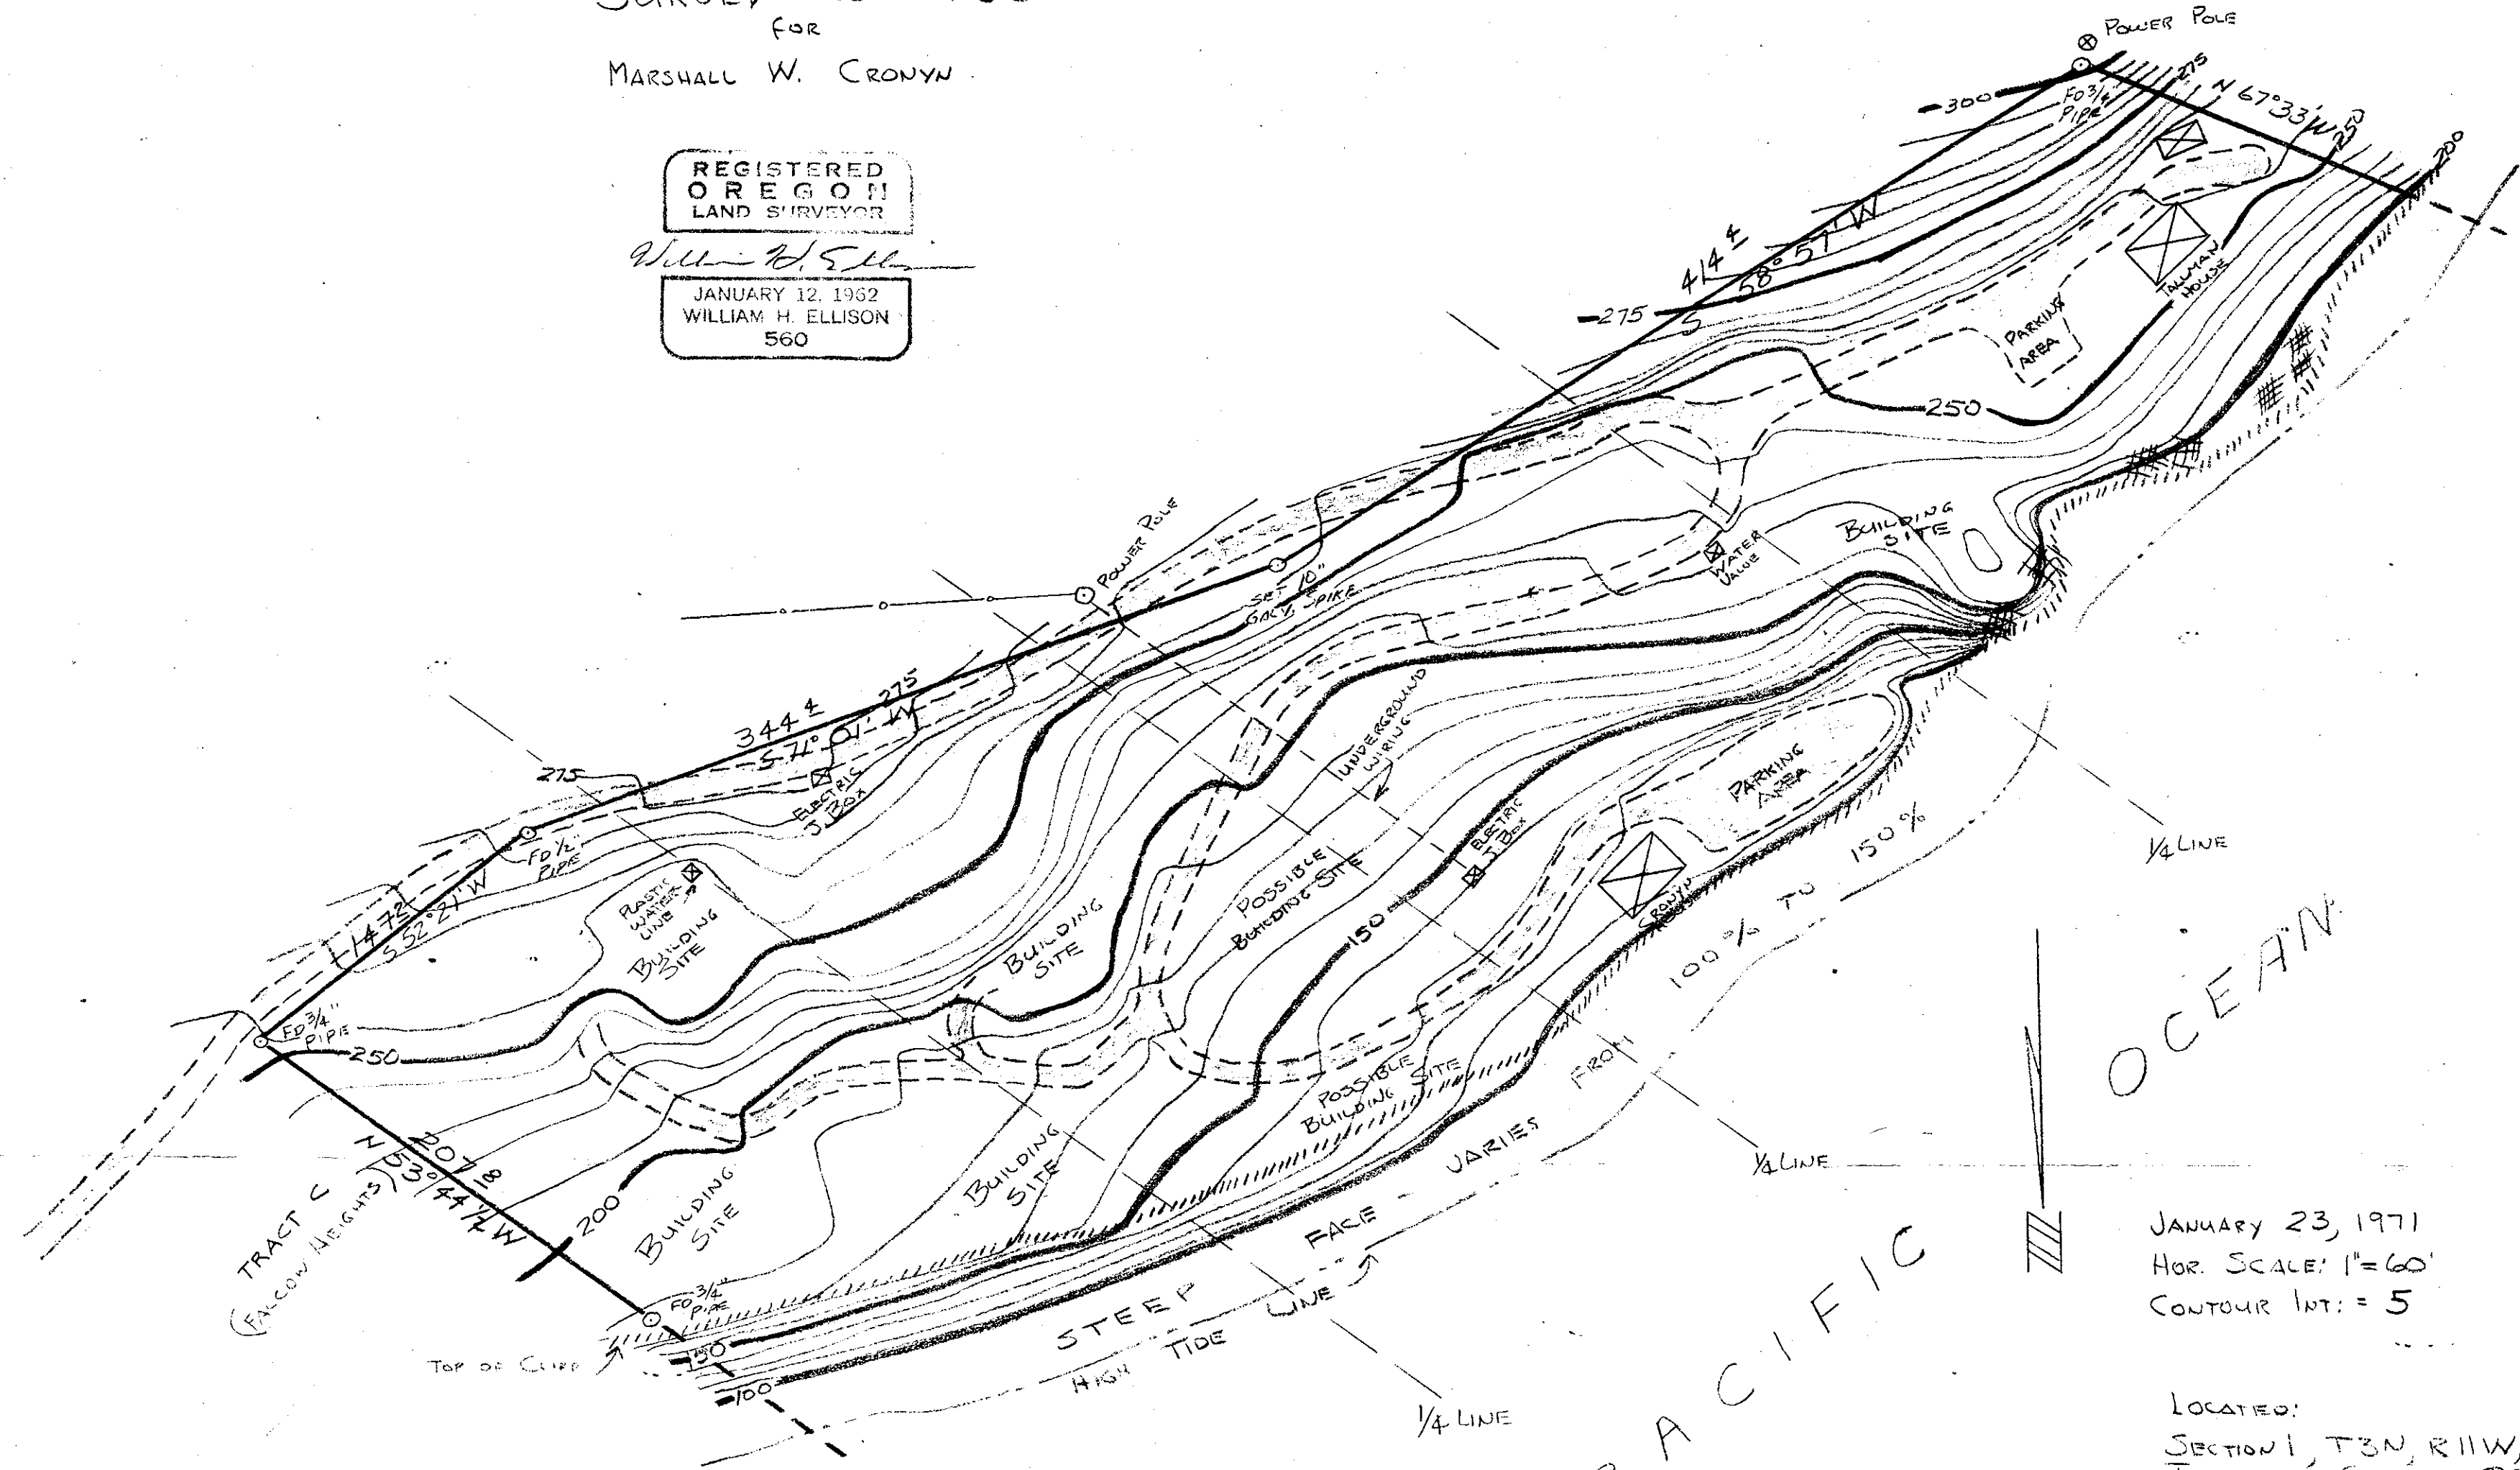 SURVEY
FOR
MARSHALL W. CRONYN
REGISTERED
OREGON
LAND SURVEYOR
JANUARY 12, 1962
WILLIAM H. ELLISON
560
POWER POLE
300
FD 3/4"
PIPE
275
N 67°33' W
250
200
414 ±
S 58° 57' W
275
TALLMAN
HOUSE
PARKING
AREA
250
POWER POLE
SET 10"
GALV. SPIKE
WATER
VALVE
BUILDING
SITE
344 ±
S 71° 01' W
275
275
ELECTRIC
J. BOX
UNDERGROUND
WIRING
PARKING
AREA
ELECTRIC
J. BOX
CRONYN
HOUSE
FD 1/2"
PIPE
147.2
S 52° 21' W
PLASTIC
WATER
LINE
BUILDING
SITE
BUILDING
SITE
POSSIBLE
BUILDING SITE
150
FD 3/4"
PIPE
250
207.18
N 53° 44 1/2' W
TRACT C
(FALCON HEIGHTS)
200
BUILDING
SITE
BUILDING
SITE
POSSIBLE
BUILDING SITE
FD 3/4"
PIPE
TOP OF CLIFF
150
100
STEEP FACE VARIES FROM 100% TO 150%
HIGH TIDE LINE
1/4 LINE
1/4 LINE
1/4 LINE
PACIFIC OCEAN
JANUARY 23, 1971
HOR. SCALE: 1"=60'
CONTOUR INT: = 5
LOCATED:
SECTION 1, T3N, R11W,